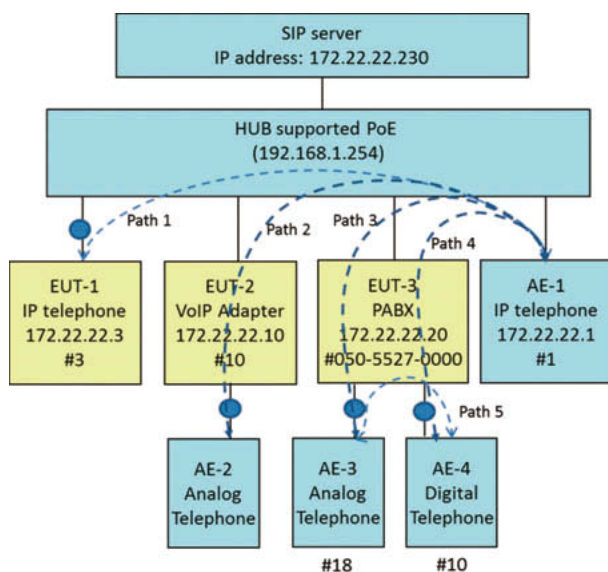 SIP server
IP address: 172.22.22.230
HUB supported PoE
(192.168.1.254)
Path 1
Path 2
Path 3
Path 4
EUT-1
IP telephone
172.22.22.3
#3
EUT-2
VoIP Adapter
172.22.22.10
#10
EUT-3
PABX
172.22.22.20
#050-5527-0000
AE-1
IP telephone
172.22.22.1
#1
Path 5
AE-2
Analog
Telephone
AE-3
Analog
Telephone
AE-4
Digital
Telephone
#18
#10